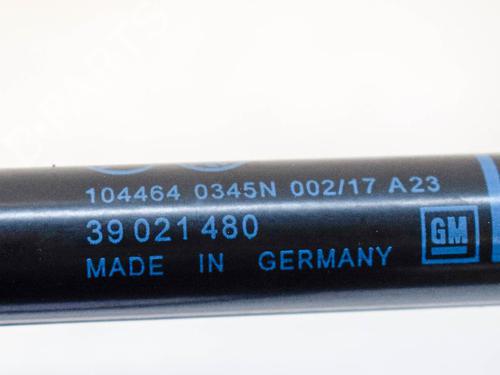 104464 0345N 002/17 A23
39 021 480
GM
MADE IN GERMANY